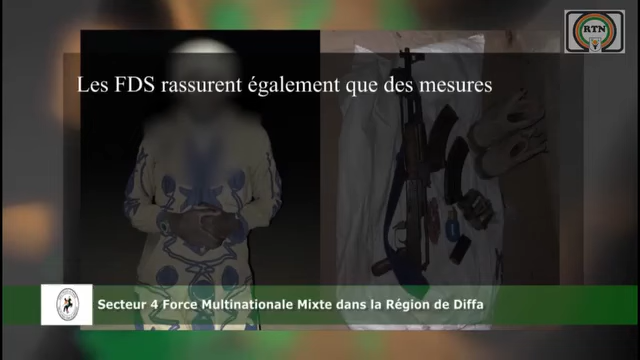 RTN
Les FDS rassurent également que des mesures
Secteur 4 Force Multinationale Mixte dans la Région de Diffa